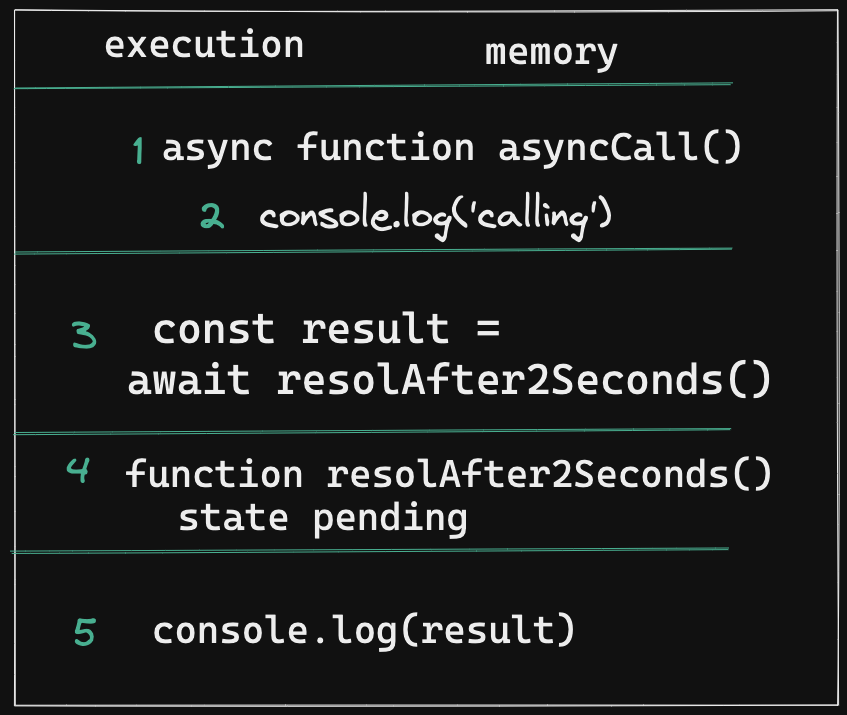 execution memory
1 async function asyncCall()
2 console.log('calling')
3 const result =
await resolAfter2Seconds()
4 function resolAfter2Seconds()
state pending
5 console.log(result)